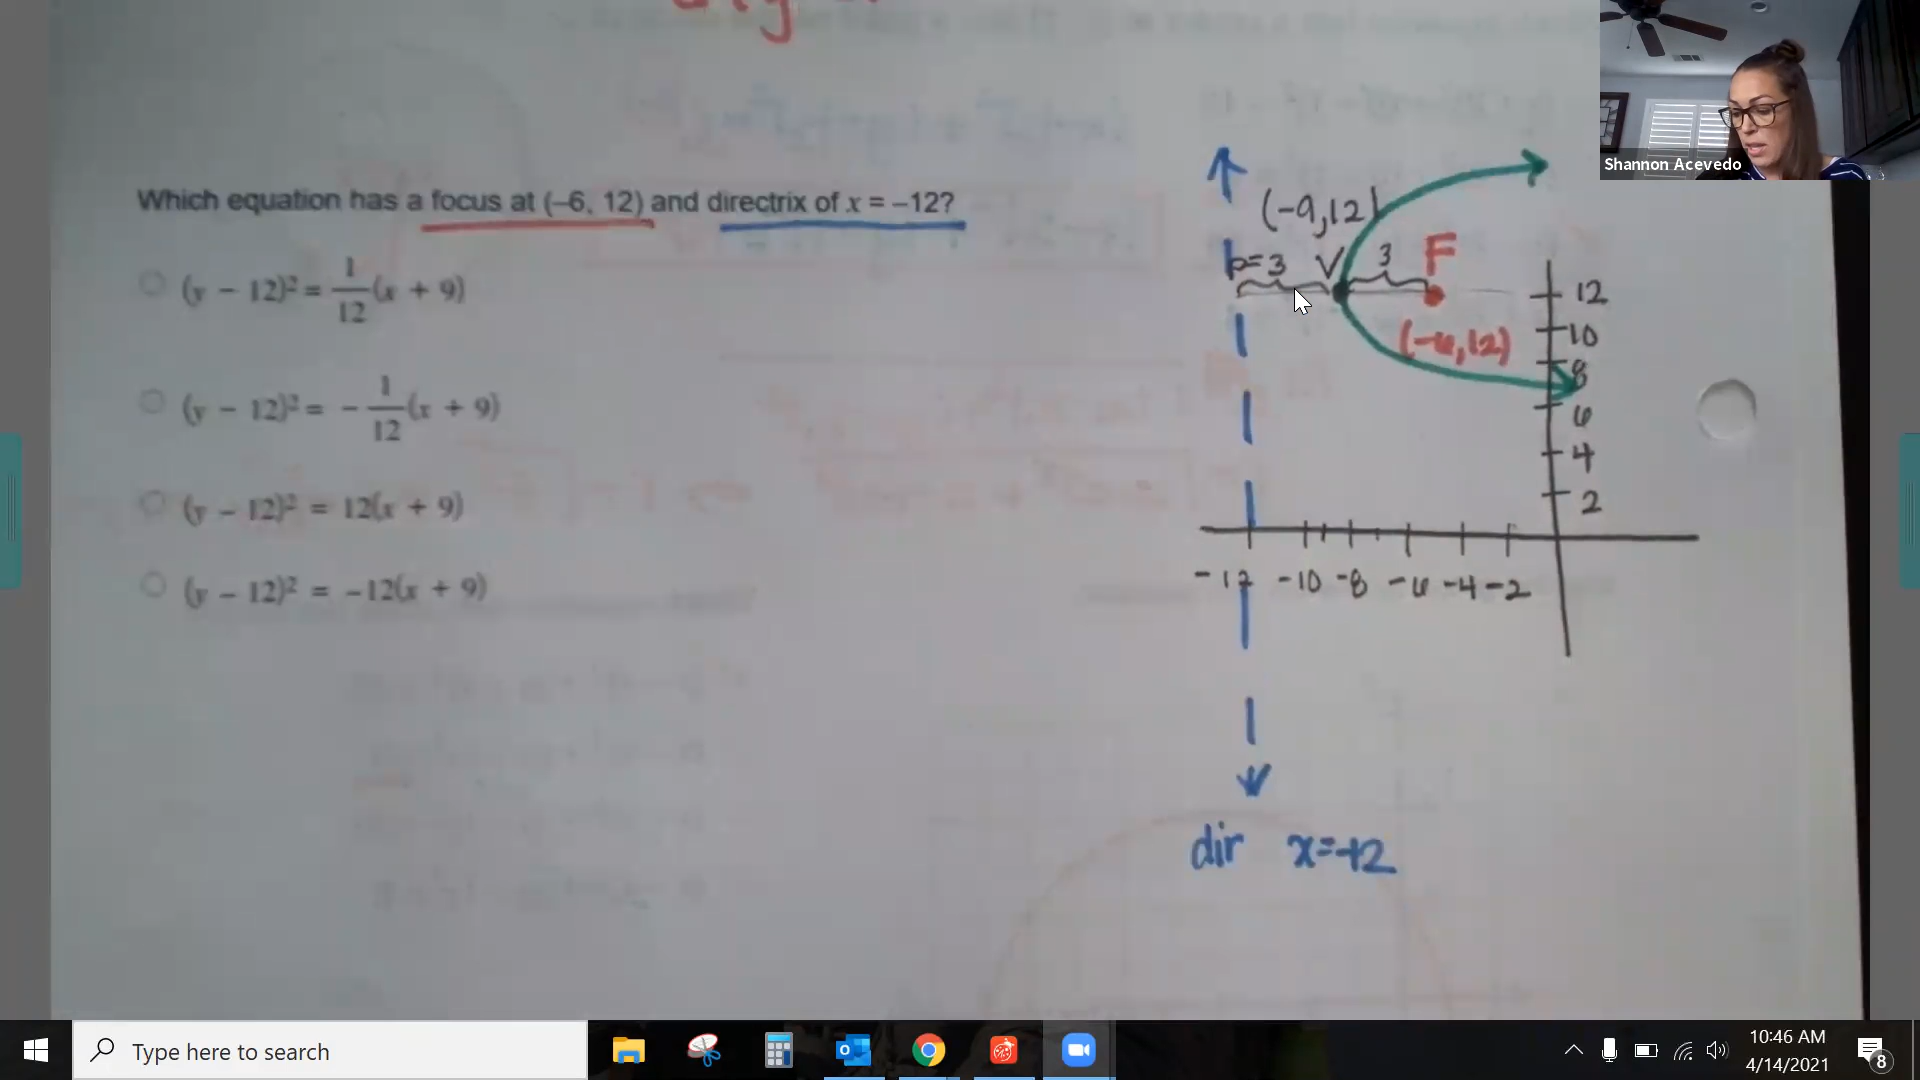 Shannon Acevedo
Which equation has a focus at (–6, 12) and directrix of x = –12?
(y – 12)² = 1/12 (x + 9)
(y – 12)² = – 1/12 (x + 9)
(y – 12)² = 12(x + 9)
(y – 12)² = –12(x + 9)
(-9,12)
p=3 V 3 F
(-6,12)
12
10
8
6
4
2
-12 -10 -8 -6 -4 -2
dir x=-12
Type here to search
10:46 AM
4/14/2021
8